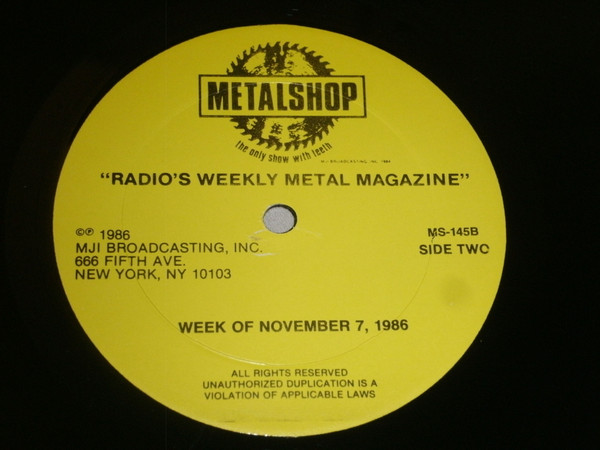 METALSHOP
the only show with teeth
"RADIO'S WEEKLY METAL MAGAZINE"
©℗ 1986
MJI BROADCASTING, INC.
666 FIFTH AVE.
NEW YORK, NY 10103
MS-145B
SIDE TWO
WEEK OF NOVEMBER 7, 1986
ALL RIGHTS RESERVED
UNAUTHORIZED DUPLICATION IS A
VIOLATION OF APPLICABLE LAWS